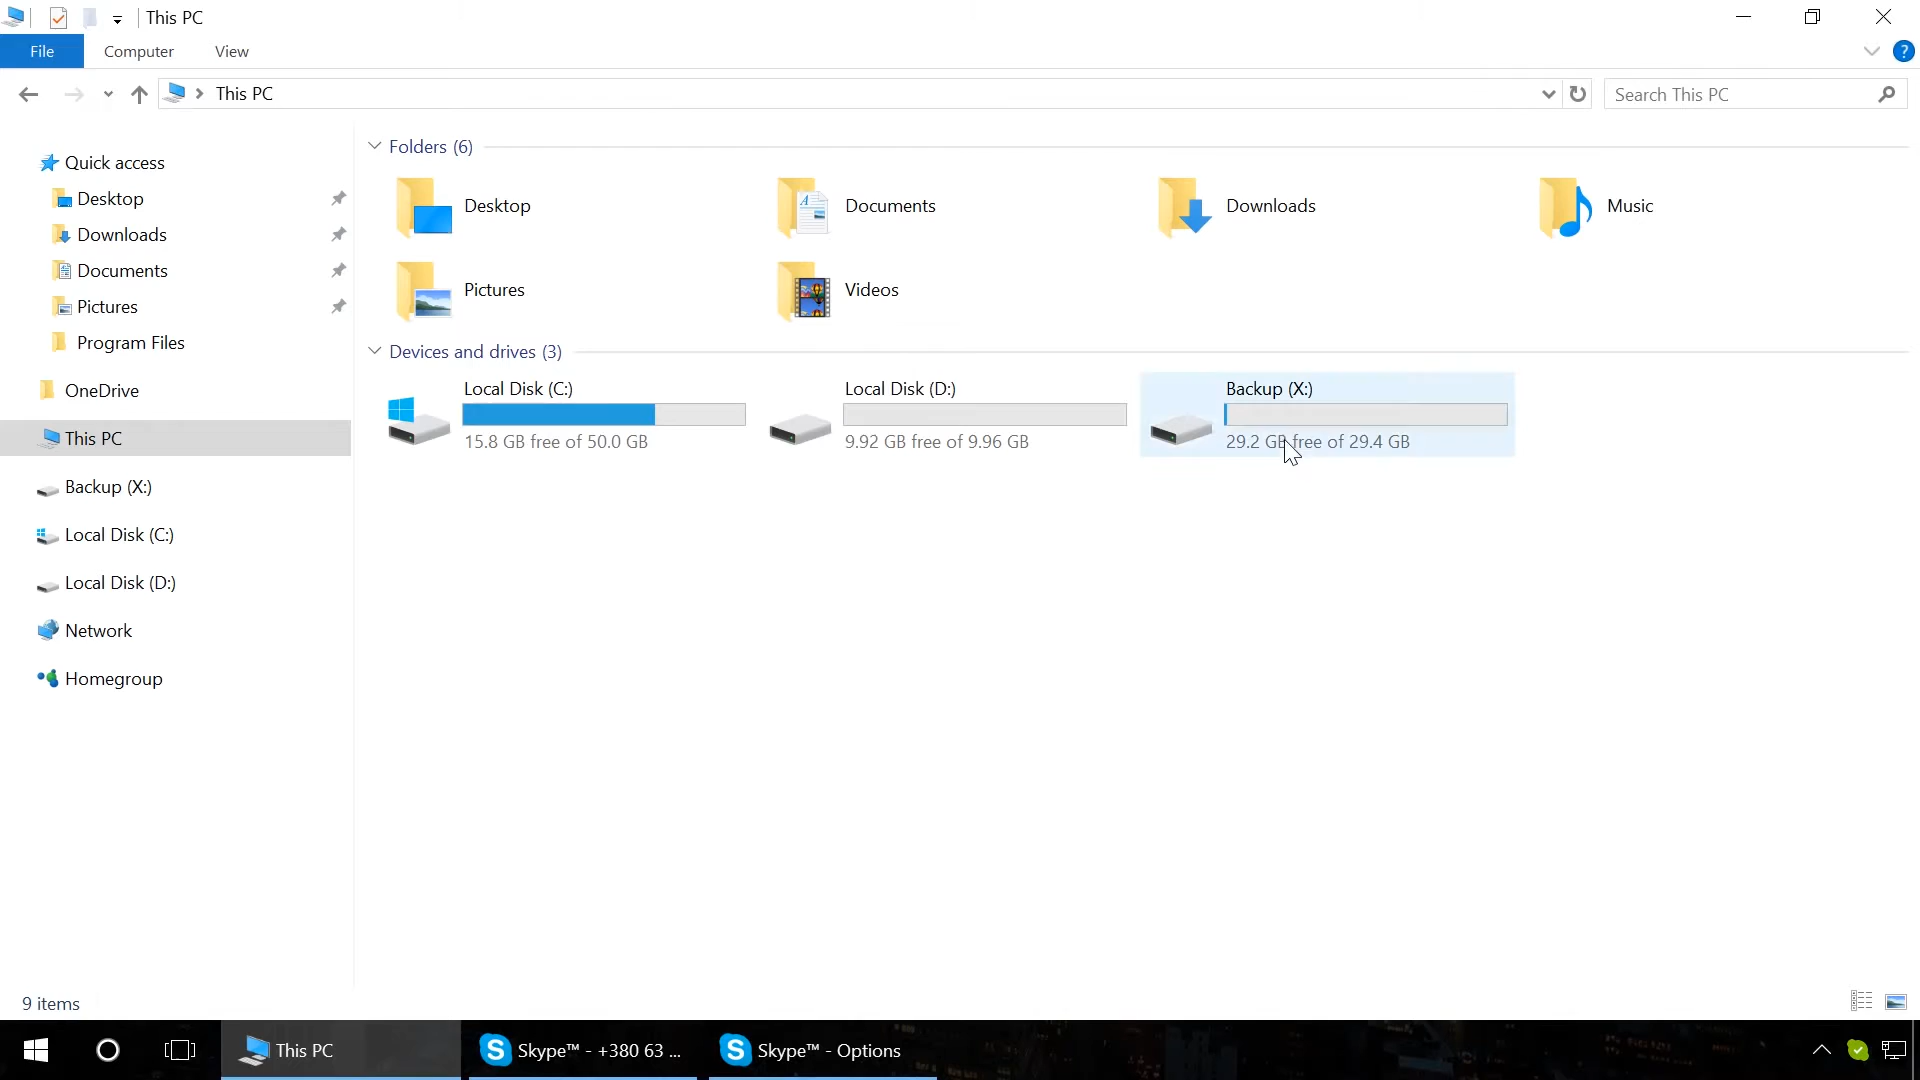 This PC
File Computer View
This PC
Search This PC
Quick access
Desktop
Downloads
Documents
Pictures
Program Files
OneDrive
This PC
Backup (X:)
Local Disk (C:)
Local Disk (D:)
Network
Homegroup
Folders (6)
Desktop
Documents
Downloads
Music
Pictures
Videos
Devices and drives (3)
Local Disk (C:)
15.8 GB free of 50.0 GB
Local Disk (D:)
9.92 GB free of 9.96 GB
Backup (X:)
29.2 GB free of 29.4 GB
9 items
This PC
Skype™ - +380 63 ...
Skype™ - Options